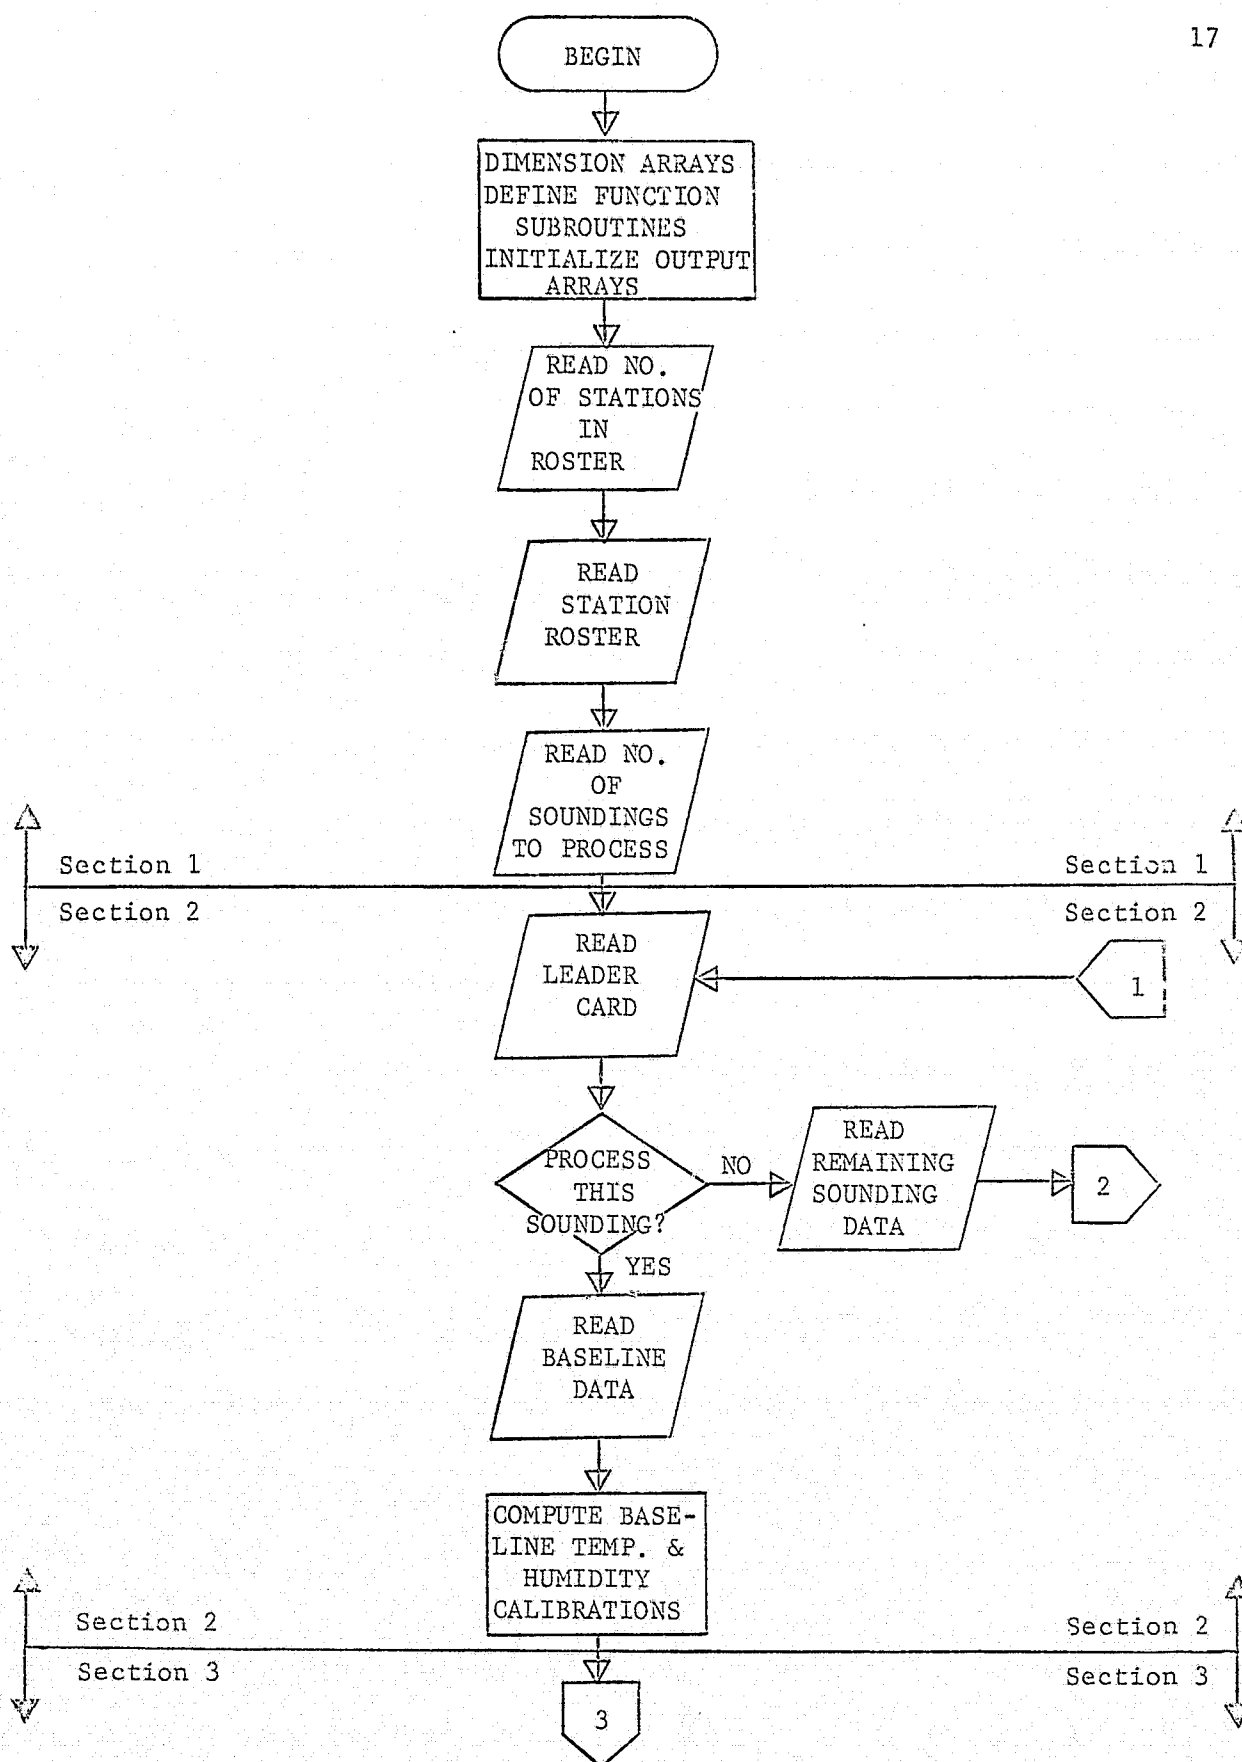 17
BEGIN
DIMENSION ARRAYS
DEFINE FUNCTION
SUBROUTINES
INITIALIZE OUTPUT
ARRAYS
READ NO.
OF STATIONS
IN
ROSTER
READ
STATION
ROSTER
READ NO.
OF
SOUNDINGS
TO PROCESS
Section 1
Section 1
Section 2
Section 2
READ
LEADER
CARD
1
PROCESS
THIS
SOUNDING?
NO
READ
REMAINING
SOUNDING
DATA
2
YES
READ
BASELINE
DATA
COMPUTE BASE-
LINE TEMP. &
HUMIDITY
CALIBRATIONS
Section 2
Section 2
Section 3
Section 3
3